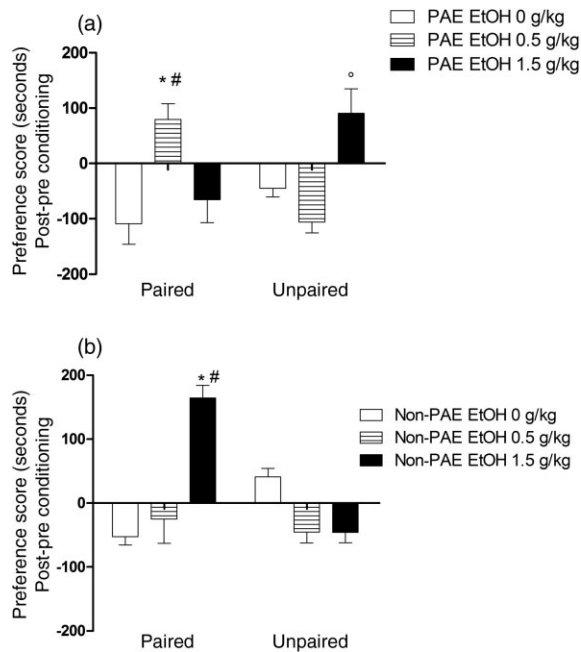 (a)
PAE EtOH 0 g/kg
PAE EtOH 0.5 g/kg
PAE EtOH 1.5 g/kg
Preference score (seconds)
Post-pre conditioning
200
100
0
-100
-200
* #
°
Paired Unpaired
(b)
Non-PAE EtOH 0 g/kg
Non-PAE EtOH 0.5 g/kg
Non-PAE EtOH 1.5 g/kg
Preference score (seconds)
Post-pre conditioning
200
100
0
-100
-200
* #
Paired Unpaired